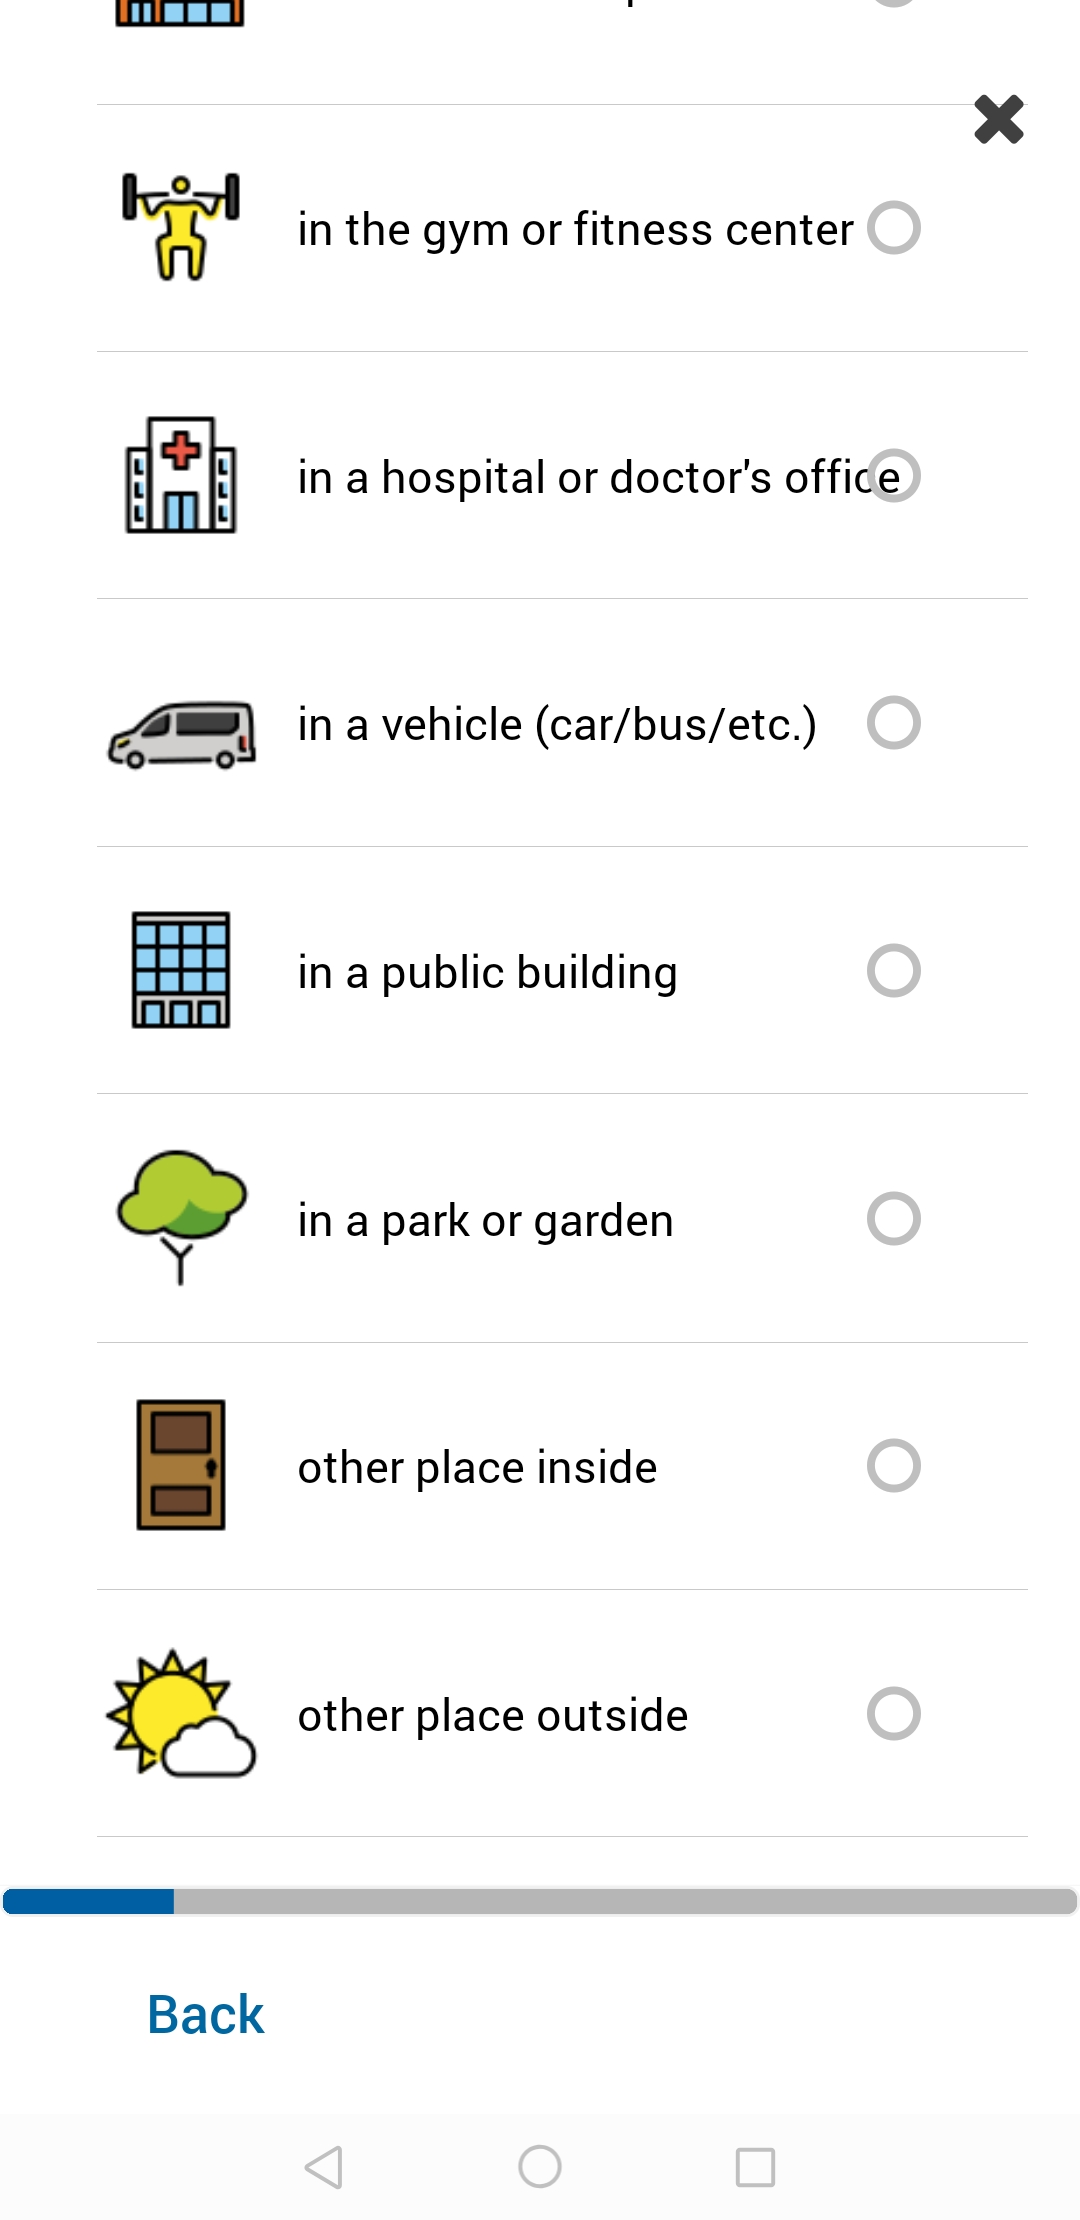 in the gym or fitness center
in a hospital or doctor's office
in a vehicle (car/bus/etc.)
in a public building
in a park or garden
other place inside
other place outside
Back